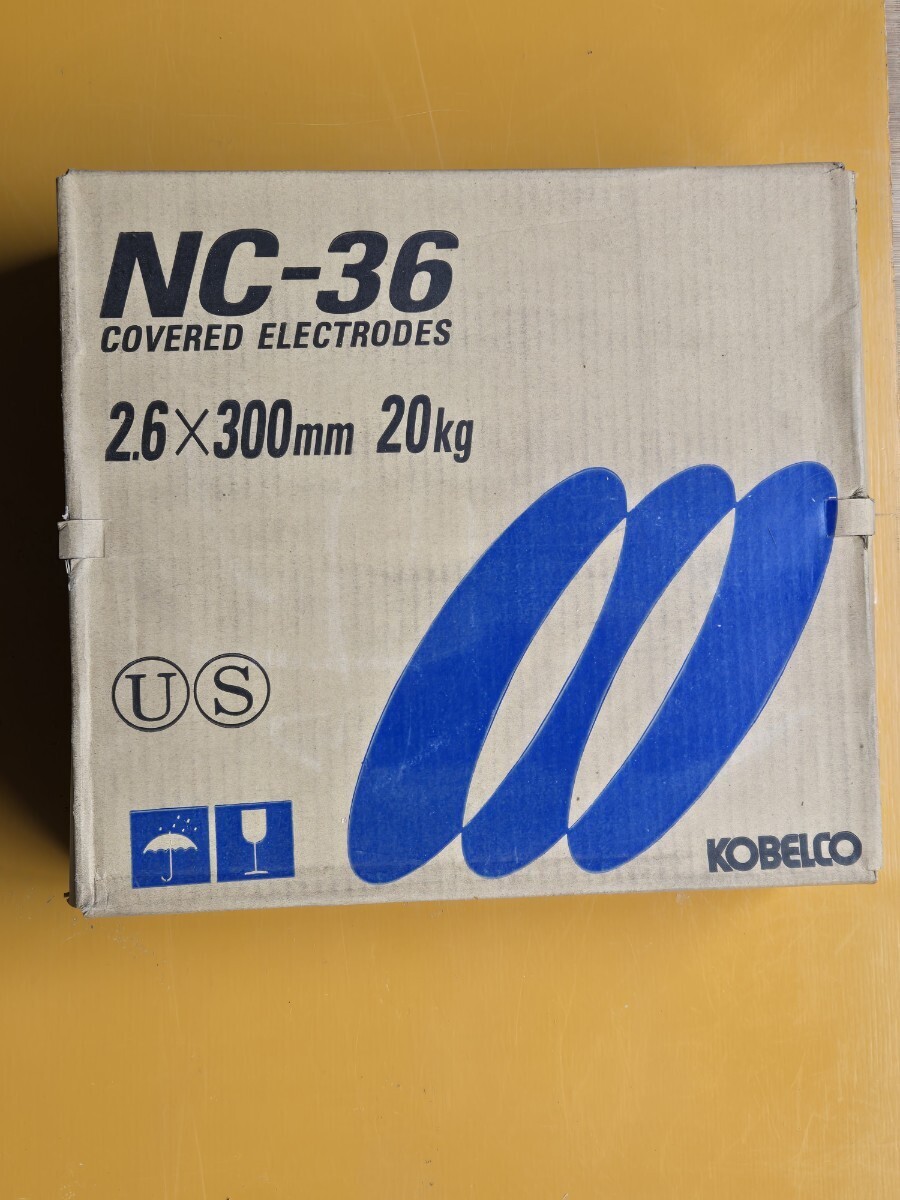 NC-36
COVERED ELECTRODES
2.6×300mm 20kg
U S
KOBELCO